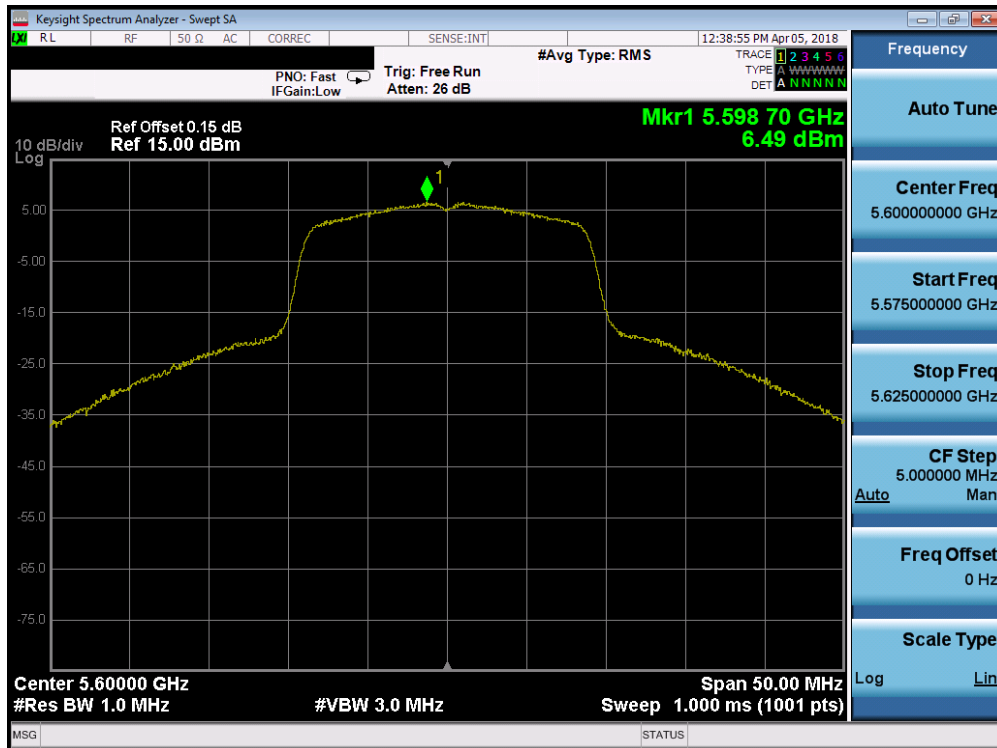 Keysight Spectrum Analyzer - Swept SA
LXI RL RF 50 Ω AC CORREC SENSE:INT 12:38:55 PM Apr 05, 2018
#Avg Type: RMS TRACE 1 2 3 4 5 6
PNO: Fast Trig: Free Run TYPE A WWWWW
IFGain:Low Atten: 26 dB DET A N N N N N
Mkr1 5.598 70 GHz
6.49 dBm
Ref Offset 0.15 dB
10 dB/div Ref 15.00 dBm
Log
1
5.00
-5.00
-15.0
-25.0
-35.0
-45.0
-55.0
-65.0
-75.0
Center 5.60000 GHz Span 50.00 MHz
#Res BW 1.0 MHz #VBW 3.0 MHz Sweep 1.000 ms (1001 pts)
MSG STATUS
Frequency
Auto Tune
Center Freq
5.600000000 GHz
Start Freq
5.575000000 GHz
Stop Freq
5.625000000 GHz
CF Step
5.000000 MHz
Auto Man
Freq Offset
0 Hz
Scale Type
Log Lin